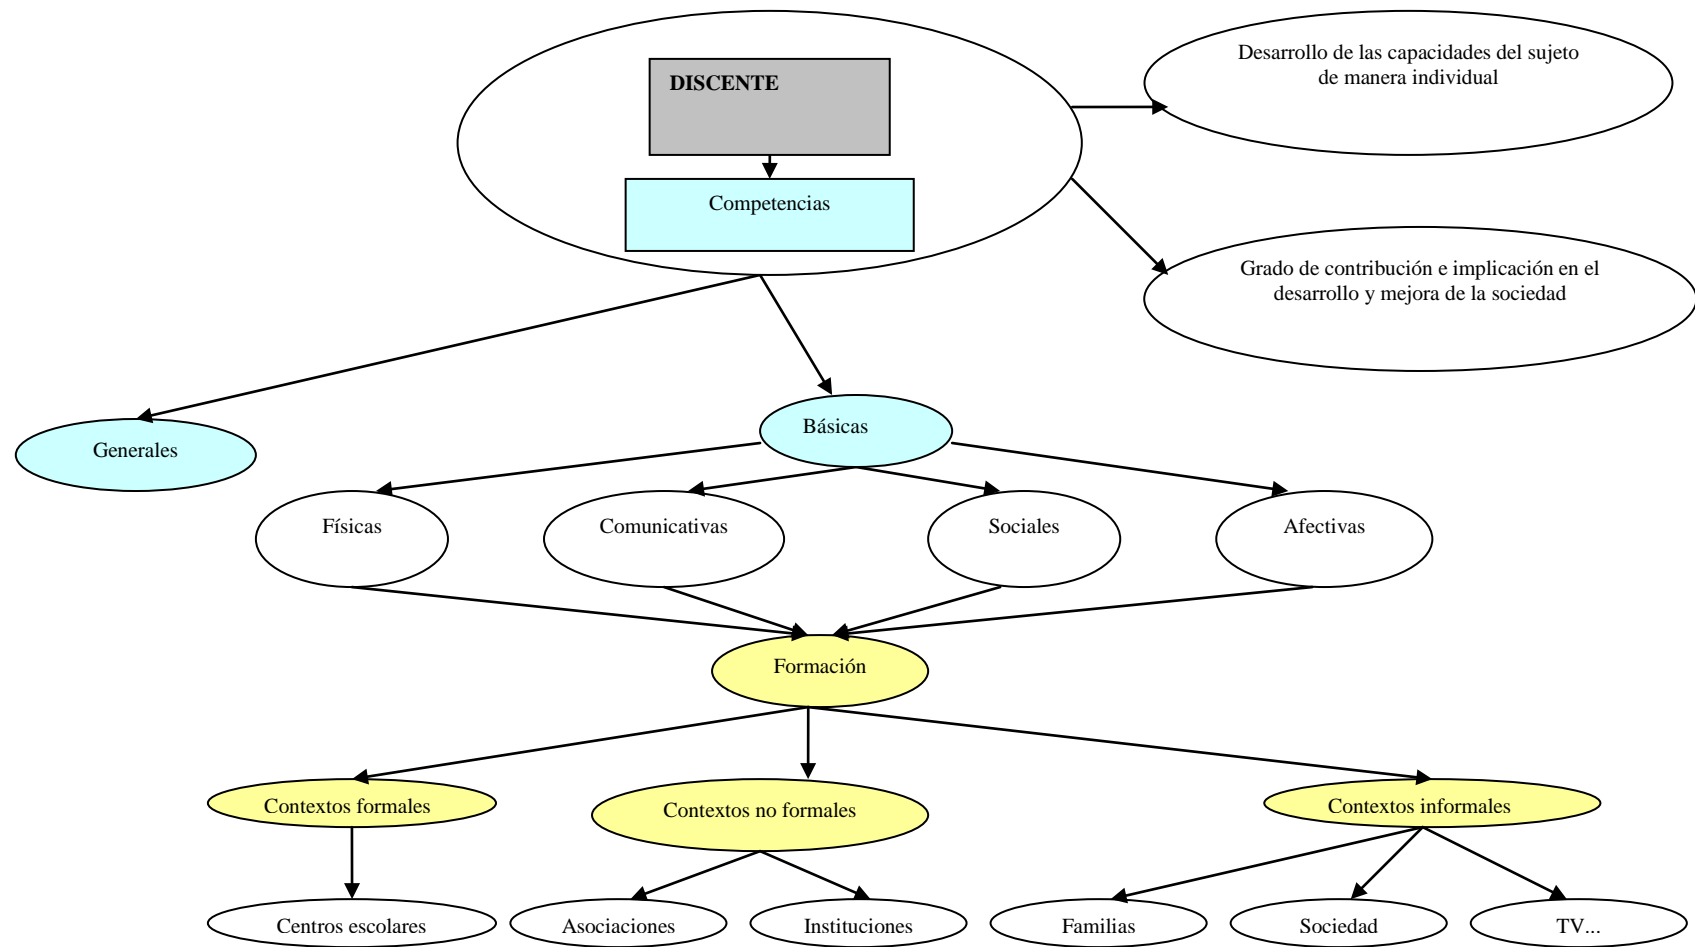 Desarrollo de las capacidades del sujeto
de manera individual
DISCENTE
Competencias
Grado de contribución e implicación en el
desarrollo y mejora de la sociedad
Generales
Básicas
Físicas
Comunicativas
Sociales
Afectivas
Formación
Contextos formales
Contextos no formales
Contextos informales
Centros escolares
Asociaciones
Instituciones
Familias
Sociedad
TV...